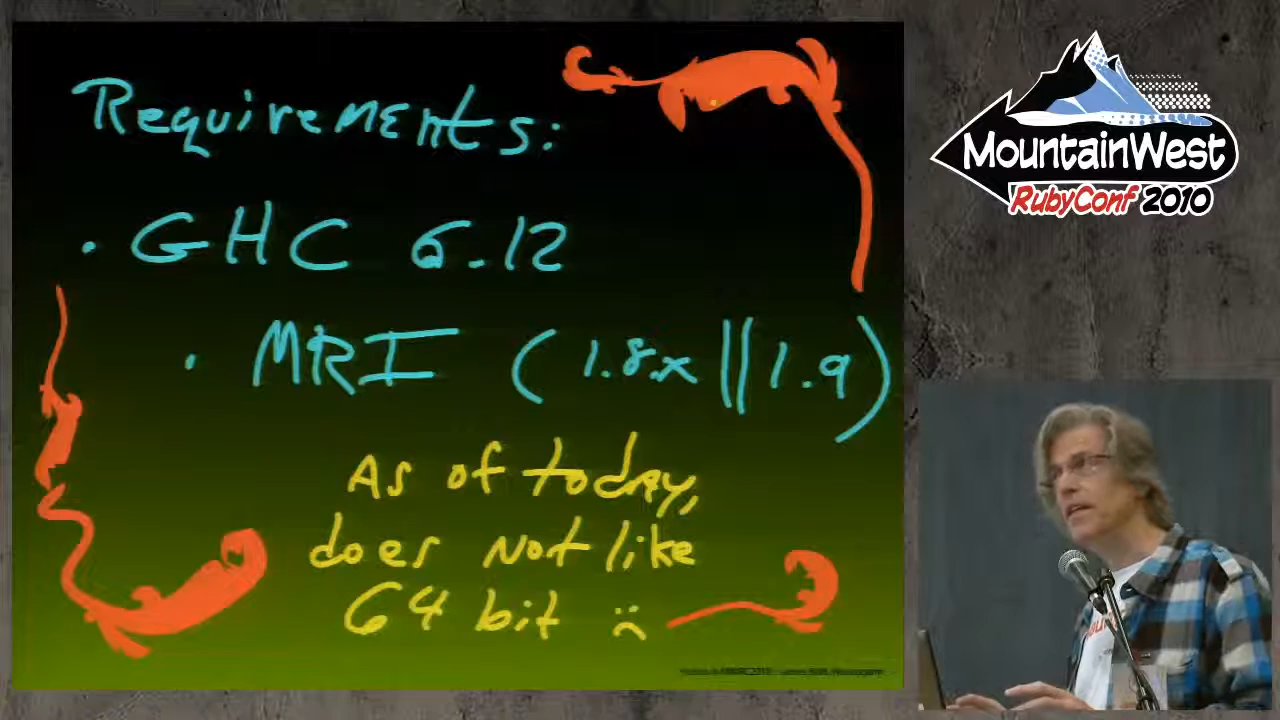 Requirements:
• GHC 6.12
• MRI (1.8.x || 1.9)
As of today,
does not like
64 bit :(
MountainWest
RubyConf 2010